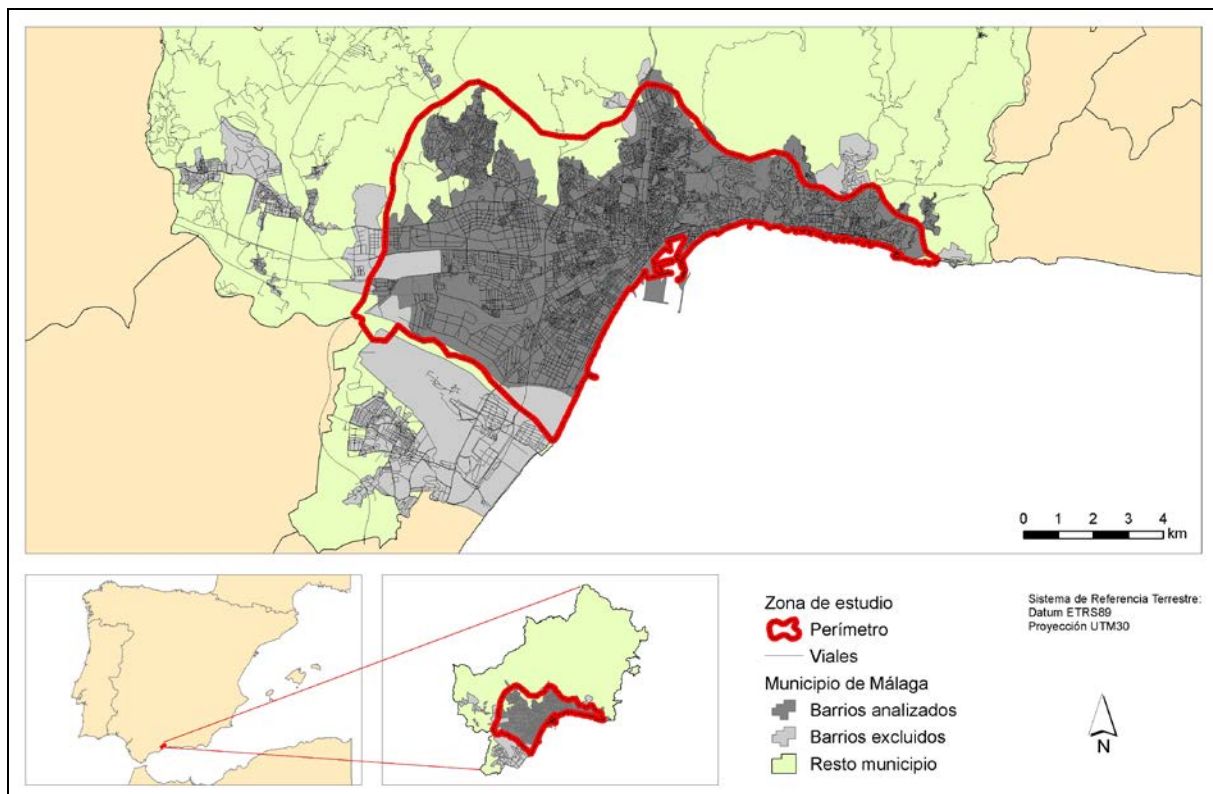 0 1 2 3 4
km
Zona de estudio
Perímetro
Viales
Municipio de Málaga
Barrios analizados
Barrios excluidos
Resto municipio
Sistema de Referencia Terrestre:
Datum ETRS89
Proyección UTM30
N